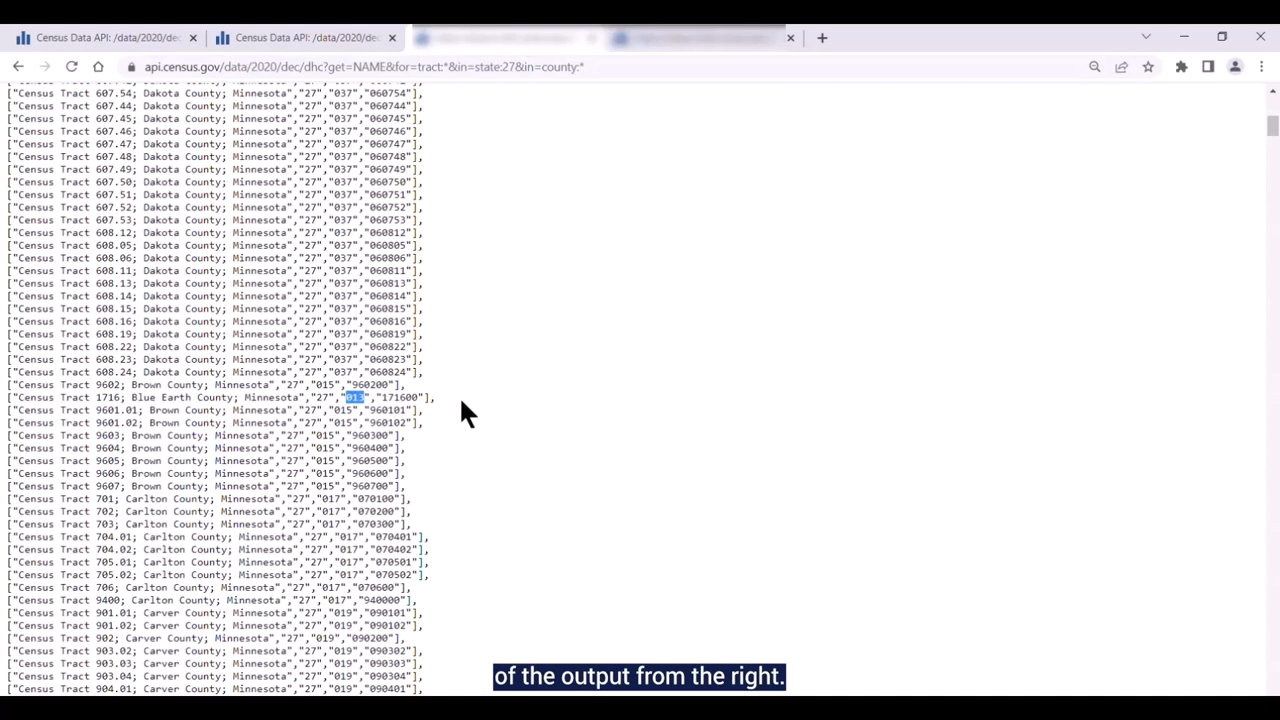 Census Data API: /data/2020/dec
Census Data API: /data/2020/dec
api.census.gov/data/2020/dec/dhc?get=NAME&for=tract:*&in=state:27&in=county:*
["Census Tract 607.54; Dakota County; Minnesota","27","037","060754"],
["Census Tract 607.44; Dakota County; Minnesota","27","037","060744"],
["Census Tract 607.45; Dakota County; Minnesota","27","037","060745"],
["Census Tract 607.46; Dakota County; Minnesota","27","037","060746"],
["Census Tract 607.47; Dakota County; Minnesota","27","037","060747"],
["Census Tract 607.48; Dakota County; Minnesota","27","037","060748"],
["Census Tract 607.49; Dakota County; Minnesota","27","037","060749"],
["Census Tract 607.50; Dakota County; Minnesota","27","037","060750"],
["Census Tract 607.51; Dakota County; Minnesota","27","037","060751"],
["Census Tract 607.52; Dakota County; Minnesota","27","037","060752"],
["Census Tract 607.53; Dakota County; Minnesota","27","037","060753"],
["Census Tract 608.12; Dakota County; Minnesota","27","037","060812"],
["Census Tract 608.05; Dakota County; Minnesota","27","037","060805"],
["Census Tract 608.06; Dakota County; Minnesota","27","037","060806"],
["Census Tract 608.11; Dakota County; Minnesota","27","037","060811"],
["Census Tract 608.13; Dakota County; Minnesota","27","037","060813"],
["Census Tract 608.14; Dakota County; Minnesota","27","037","060814"],
["Census Tract 608.15; Dakota County; Minnesota","27","037","060815"],
["Census Tract 608.16; Dakota County; Minnesota","27","037","060816"],
["Census Tract 608.19; Dakota County; Minnesota","27","037","060819"],
["Census Tract 608.22; Dakota County; Minnesota","27","037","060822"],
["Census Tract 608.23; Dakota County; Minnesota","27","037","060823"],
["Census Tract 608.24; Dakota County; Minnesota","27","037","060824"],
["Census Tract 9602; Brown County; Minnesota","27","015","960200"],
["Census Tract 1716; Blue Earth County; Minnesota","27","013","171600"],
["Census Tract 9601.01; Brown County; Minnesota","27","015","960101"],
["Census Tract 9601.02; Brown County; Minnesota","27","015","960102"],
["Census Tract 9603; Brown County; Minnesota","27","015","960300"],
["Census Tract 9604; Brown County; Minnesota","27","015","960400"],
["Census Tract 9605; Brown County; Minnesota","27","015","960500"],
["Census Tract 9606; Brown County; Minnesota","27","015","960600"],
["Census Tract 9607; Brown County; Minnesota","27","015","960700"],
["Census Tract 701; Carlton County; Minnesota","27","017","070100"],
["Census Tract 702; Carlton County; Minnesota","27","017","070200"],
["Census Tract 703; Carlton County; Minnesota","27","017","070300"],
["Census Tract 704.01; Carlton County; Minnesota","27","017","070401"],
["Census Tract 704.02; Carlton County; Minnesota","27","017","070402"],
["Census Tract 705.01; Carlton County; Minnesota","27","017","070501"],
["Census Tract 705.02; Carlton County; Minnesota","27","017","070502"],
["Census Tract 706; Carlton County; Minnesota","27","017","070600"],
["Census Tract 9400; Carlton County; Minnesota","27","017","940000"],
["Census Tract 901.01; Carver County; Minnesota","27","019","090101"],
["Census Tract 901.02; Carver County; Minnesota","27","019","090102"],
["Census Tract 902; Carver County; Minnesota","27","019","090200"],
["Census Tract 903.02; Carver County; Minnesota","27","019","090302"],
["Census Tract 903.03; Carver County; Minnesota","27","019","090303"],
["Census Tract 903.04; Carver County; Minnesota","27","019","090304"],
["Census Tract 904.01; Carver County; Minnesota","27","019","090401"],
of the output from the right.